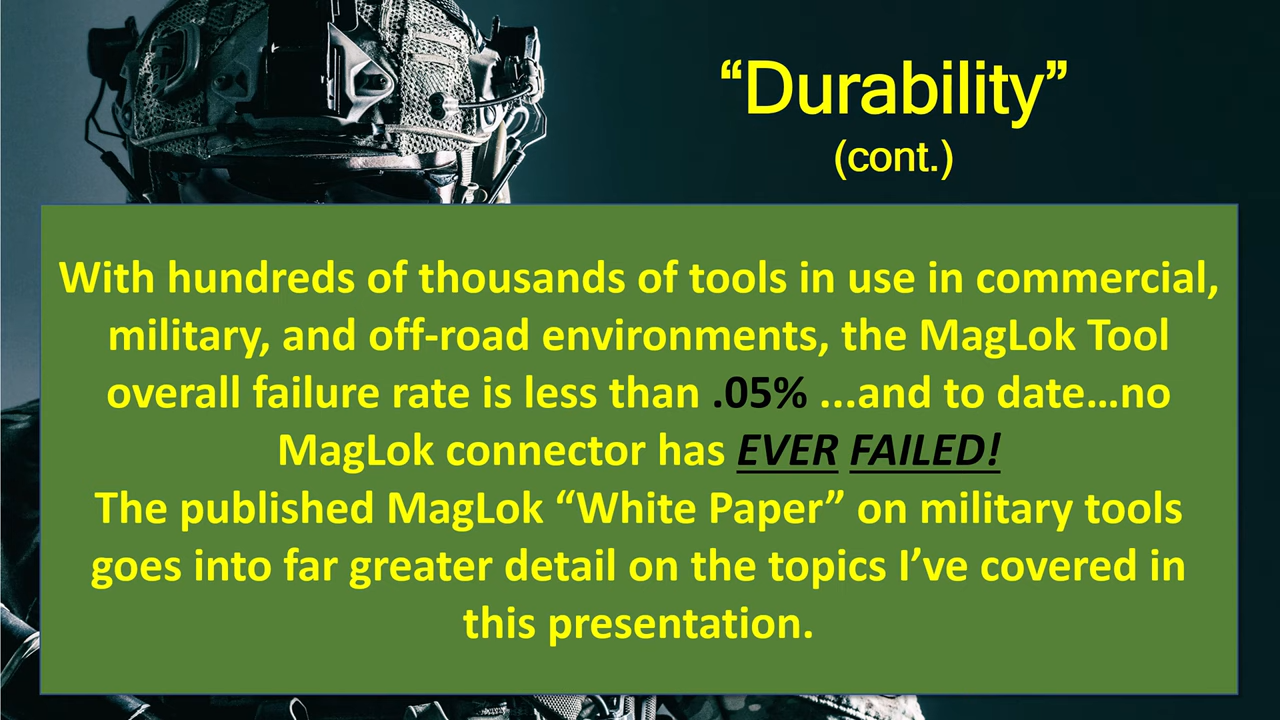 “Durability”
(cont.)
With hundreds of thousands of tools in use in commercial,
military, and off-road environments, the MagLok Tool
overall failure rate is less than .05% ...and to date…no
MagLok connector has EVER FAILED!
The published MagLok “White Paper” on military tools
goes into far greater detail on the topics I’ve covered in
this presentation.